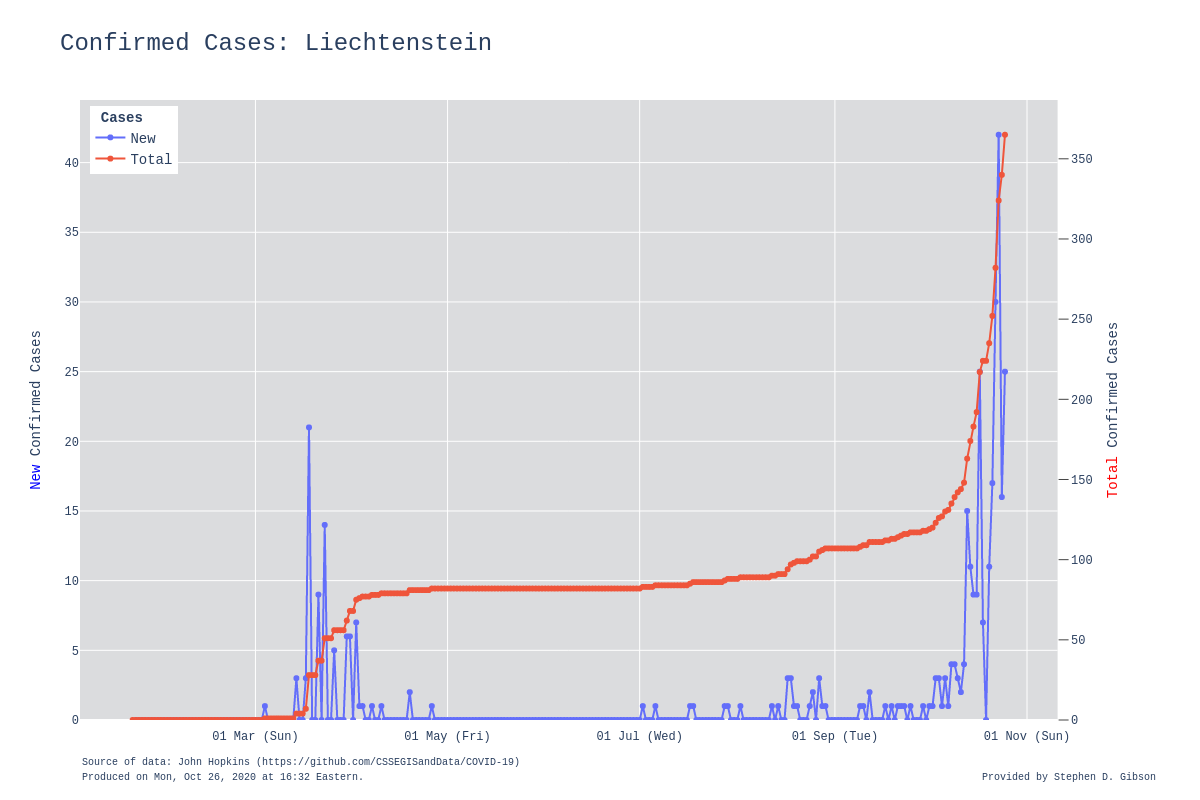 Confirmed Cases: Liechtenstein
Cases
New
Total
40
35
30
25
20
15
10
5
0
New Confirmed Cases
350
300
250
200
150
100
50
0
Total Confirmed Cases
01 Mar (Sun)
01 May (Fri)
01 Jul (Wed)
01 Sep (Tue)
01 Nov (Sun)
Source of data: John Hopkins (https://github.com/CSSEGISandData/COVID-19)
Produced on Mon, Oct 26, 2020 at 16:32 Eastern.
Provided by Stephen D. Gibson